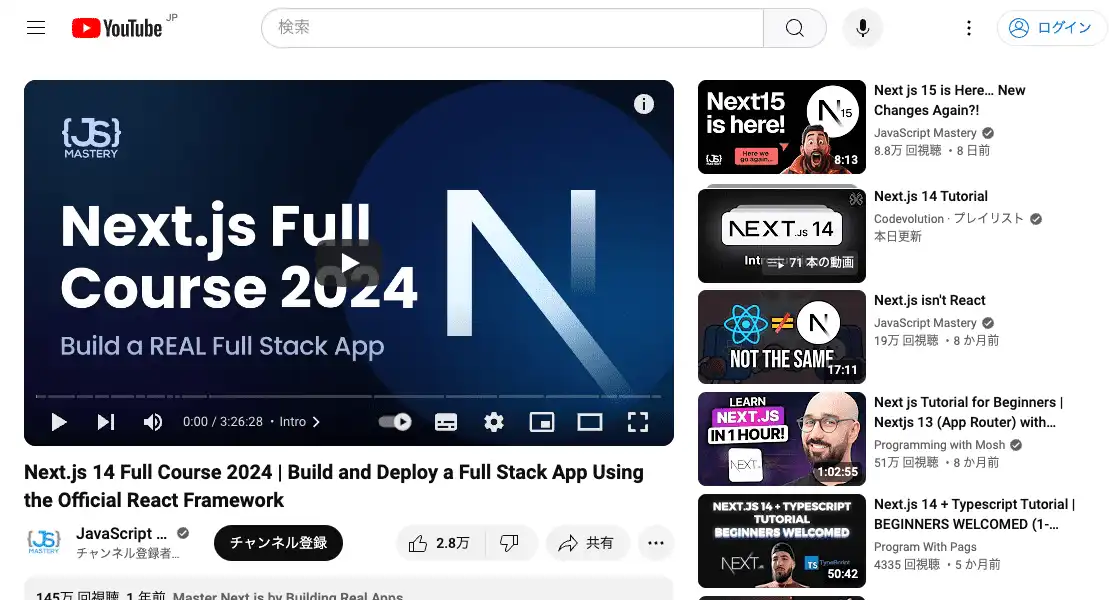 YouTube JP
検索
ログイン
{JS}
MASTERY
Next.js Full
Course 2024
Build a REAL Full Stack App
0:00 / 3:26:28 • Intro
Next.js 14 Full Course 2024 | Build and Deploy a Full Stack App Using
the Official React Framework
{JS}
MASTERY
JavaScript ...
チャンネル登録者...
チャンネル登録
2.8万
共有
145万 回視聴 1 年前 Master Next.js by Building Real Apps
Next15
is here!
N 15
{JS}
Here we
go again...
8:13
Next js 15 is Here… New
Changes Again?!
JavaScript Mastery
8.8万 回視聴 ・8 日前
NEXT.JS 14
71 本の動画
Next.js 14 Tutorial
Codevolution · プレイリスト
本日更新
N
NOT THE SAME
17:11
Next.js isn't React
JavaScript Mastery
19万 回視聴 ・8 か月前
LEARN
NEXT.JS
IN 1 HOUR!
NEXT.JS
1:02:55
Next js Tutorial for Beginners |
Nextjs 13 (App Router) with…
Programming with Mosh
51万 回視聴 ・8 か月前
NEXT.JS 14 + TYPESCRIPT
TUTORIAL
BEGINNERS WELCOMED
NEXT.JS
TS TypeScript
50:42
Next.js 14 + Typescript Tutorial |
BEGINNERS WELCOMED (1-…
Program With Pags
4335 回視聴 ・5 か月前